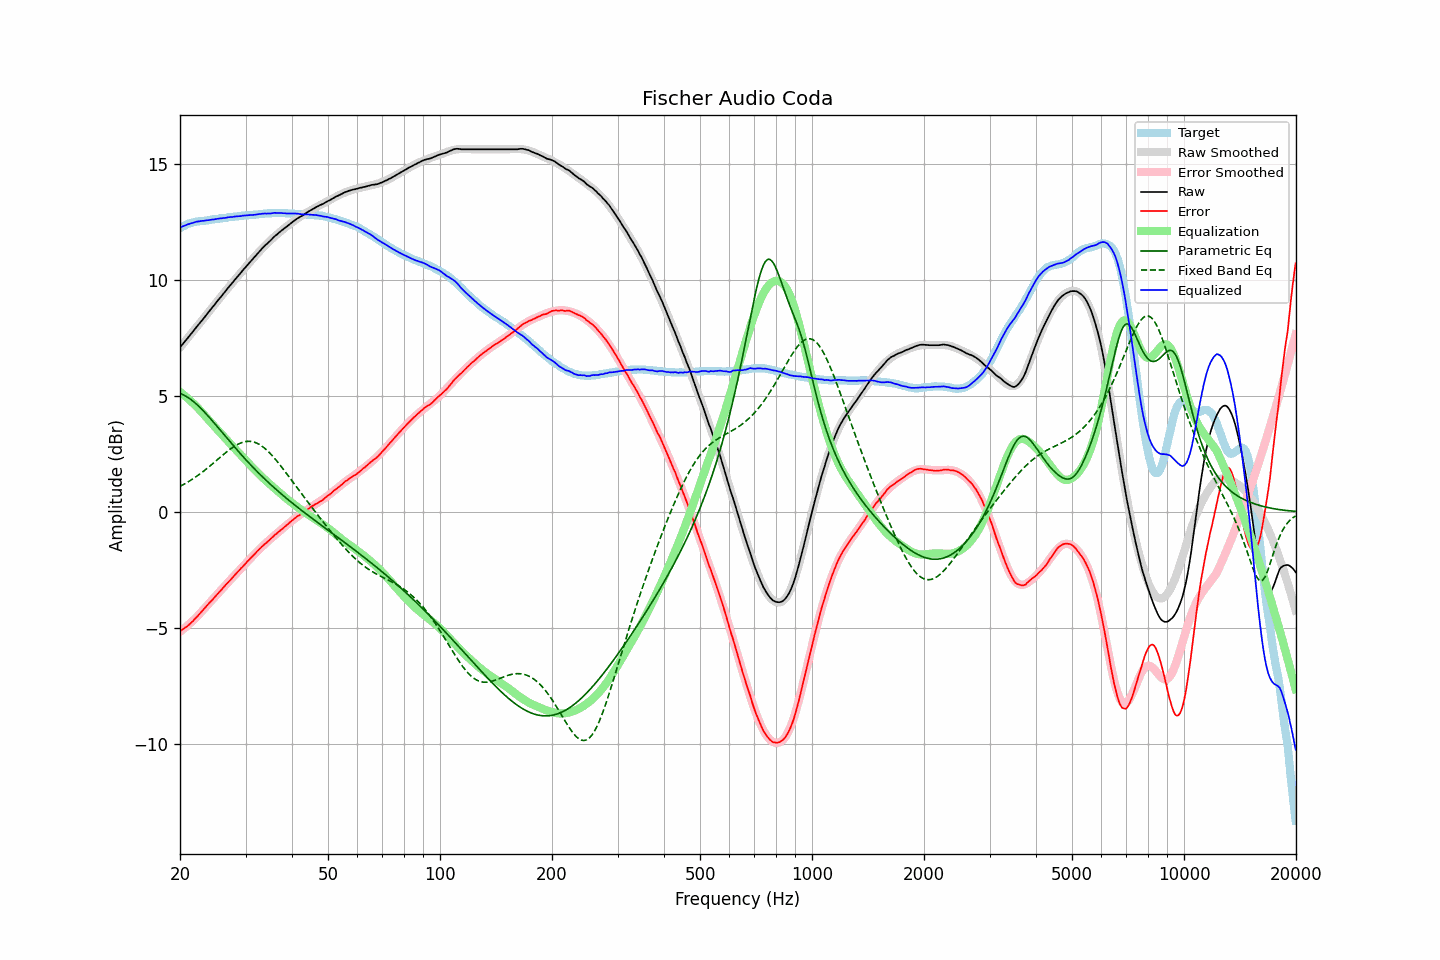 Fischer Audio Coda
Target
Raw Smoothed
Error Smoothed
Raw
Error
Equalization
Parametric Eq
Fixed Band Eq
Equalized
Amplitude (dBr)
15
10
5
0
−5
−10
20 50 100 200 500 1000 2000 5000 10000 20000
Frequency (Hz)